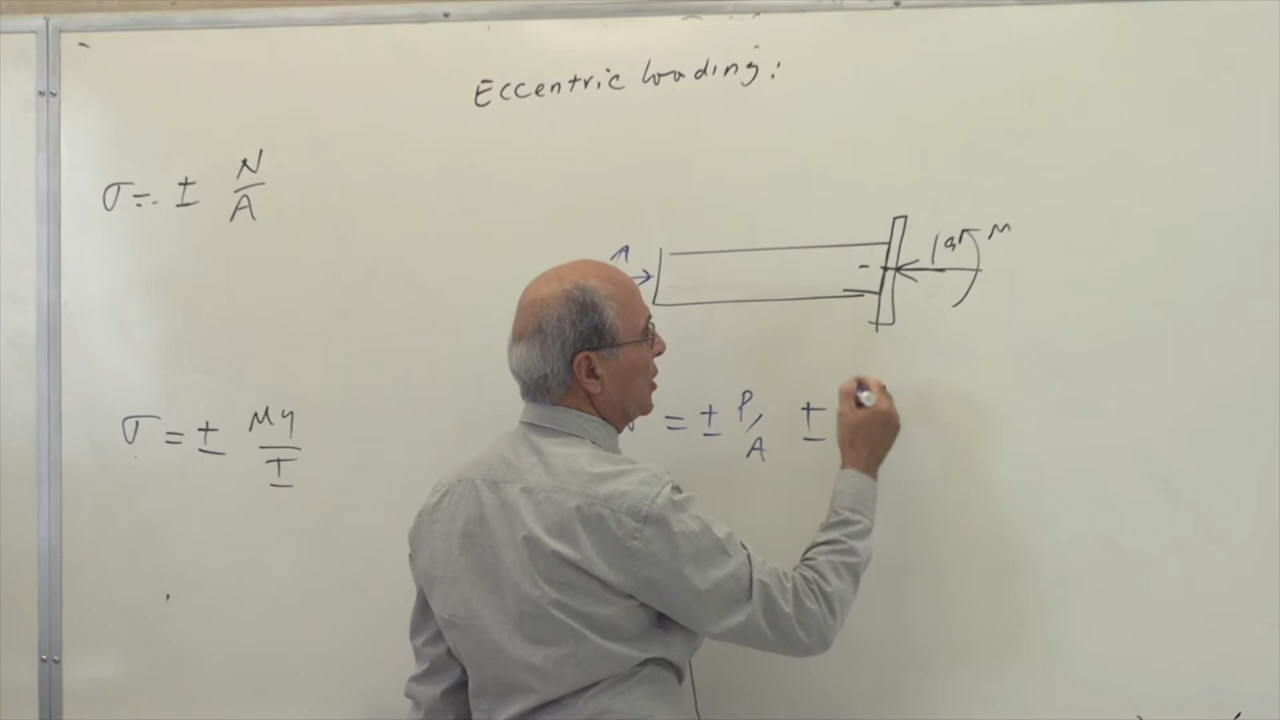 Eccentric loading:
σ = ± N/A
M
σ = ± My/I
= ± P/A ±